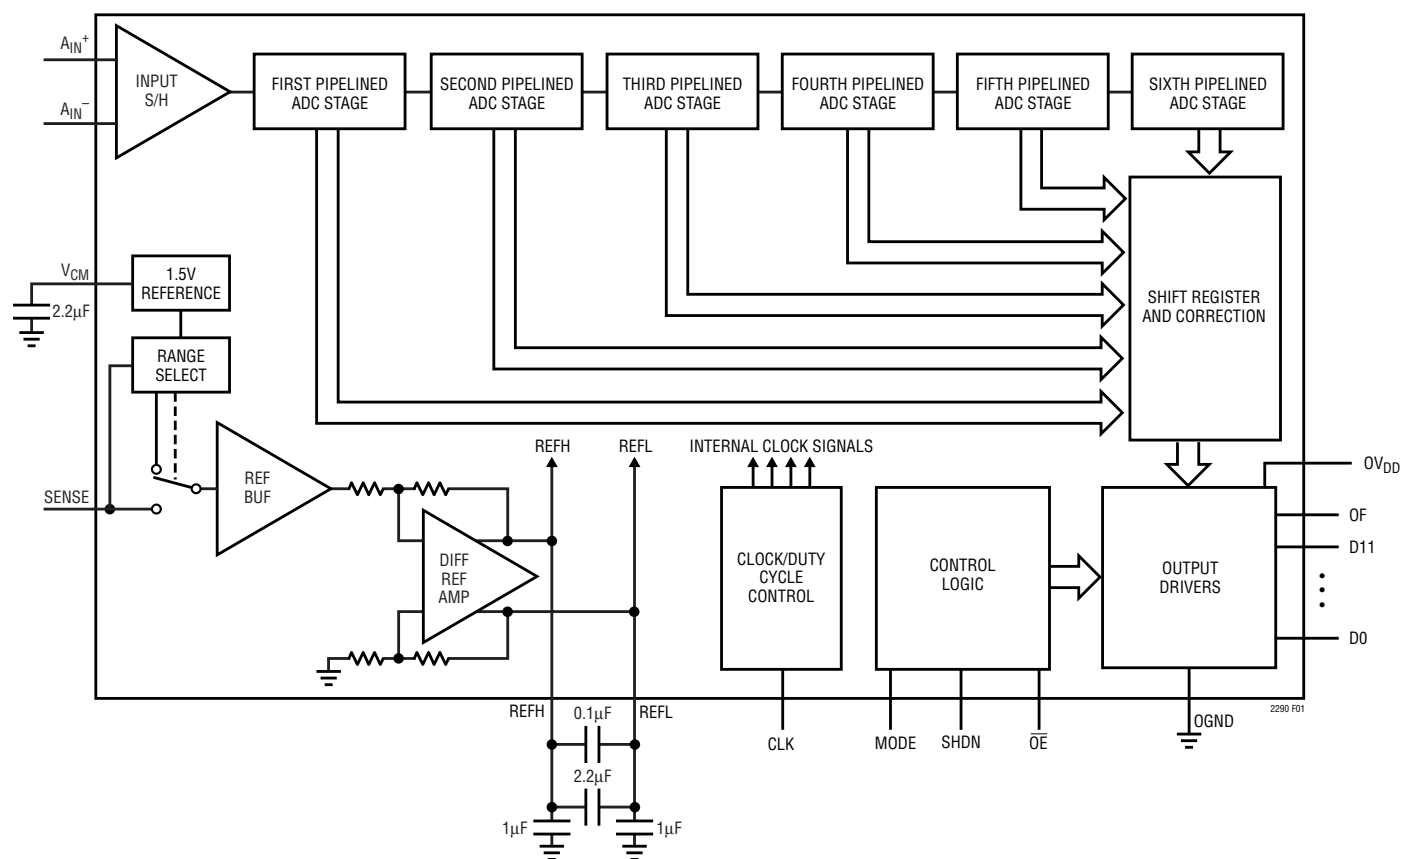 AIN+
AIN–
INPUT
S/H
FIRST PIPELINED
ADC STAGE
SECOND PIPELINED
ADC STAGE
THIRD PIPELINED
ADC STAGE
FOURTH PIPELINED
ADC STAGE
FIFTH PIPELINED
ADC STAGE
SIXTH PIPELINED
ADC STAGE
VCM
2.2µF
1.5V
REFERENCE
RANGE
SELECT
SHIFT REGISTER
AND CORRECTION
SENSE
REF
BUF
REFH
REFL
INTERNAL CLOCK SIGNALS
DIFF
REF
AMP
CLOCK/DUTY
CYCLE
CONTROL
CONTROL
LOGIC
OUTPUT
DRIVERS
OVDD
OF
D11
D0
REFH
0.1µF
REFL
2.2µF
1µF
1µF
CLK
MODE
SHDN
O̅E̅
OGND
2290 F01